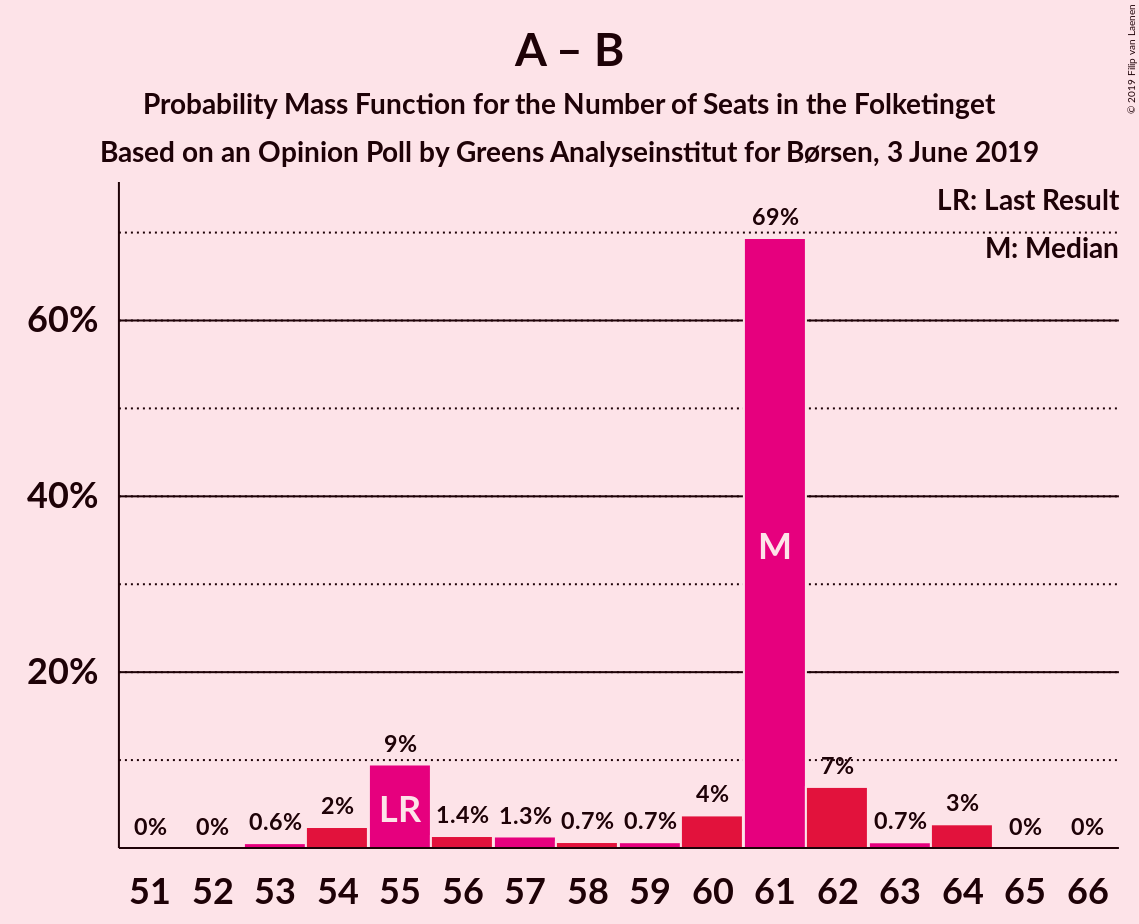 A – B
Probability Mass Function for the Number of Seats in the Folketinget
Based on an Opinion Poll by Greens Analyseinstitut for Børsen, 3 June 2019
© 2019 Filip van Laenen
LR: Last Result
M: Median
60%
40%
20%
0% 0% 0.6% 2% 9% 1.4% 1.3% 0.7% 0.7% 4% 69% 7% 0.7% 3% 0% 0%
LR
M
51 52 53 54 55 56 57 58 59 60 61 62 63 64 65 66